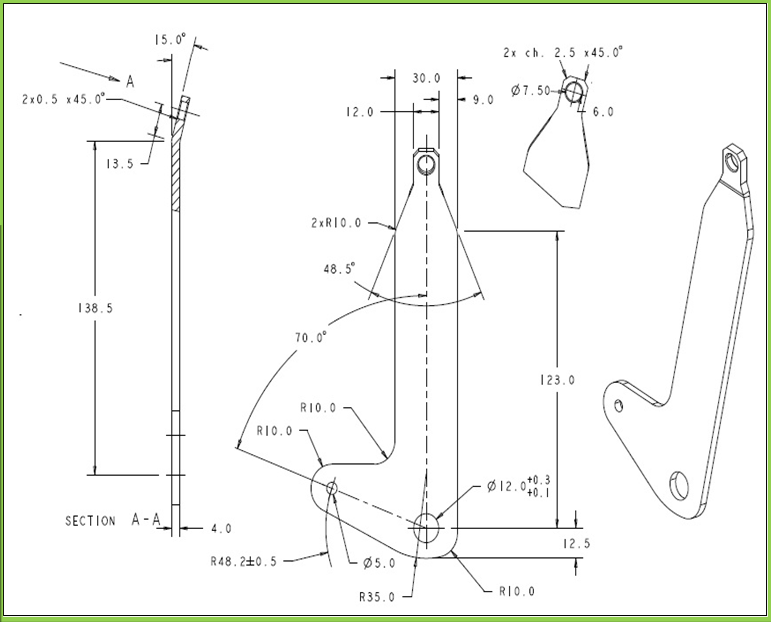 15.0°
A
2x0.5 x45.0°
13.5
138.5
SECTION A-A
4.0
30.0
12.0
9.0
2xR10.0
48.5°
70.0°
R10.0
R10.0
123.0
Ø12.0 +0.3
+0.1
12.5
R48.2±0.5
Ø5.0
R35.0
R10.0
2x ch. 2.5 x45.0°
Ø7.50
6.0